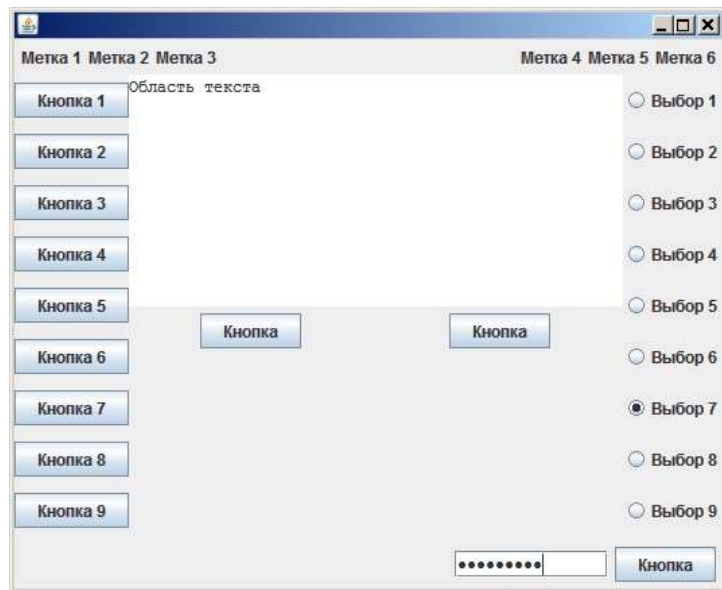 Метка 1 Метка 2 Метка 3
Метка 4 Метка 5 Метка 6
Кнопка 1
Область текста
Выбор 1
Кнопка 2
Выбор 2
Кнопка 3
Выбор 3
Кнопка 4
Выбор 4
Кнопка 5
Выбор 5
Кнопка
Кнопка
Кнопка 6
Выбор 6
Кнопка 7
Выбор 7
Кнопка 8
Выбор 8
Кнопка 9
Выбор 9
Кнопка